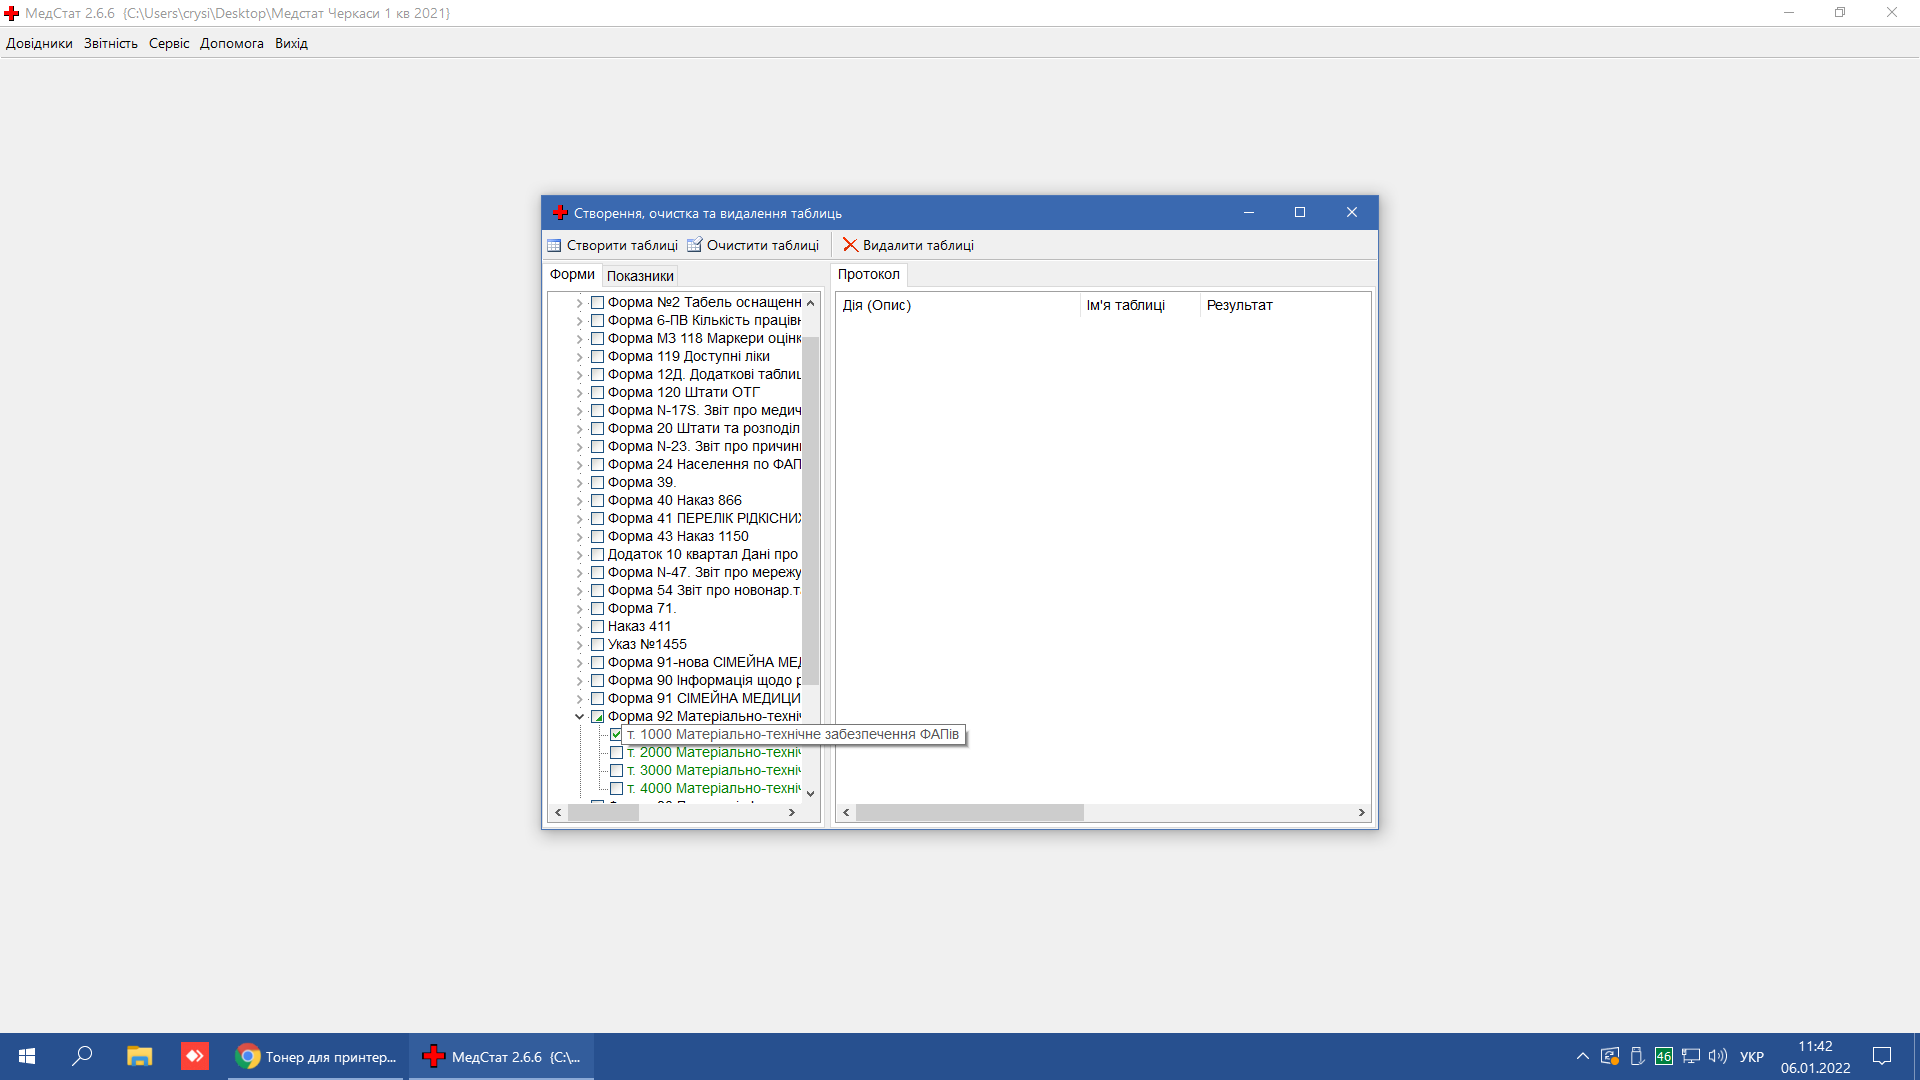 МедСтат 2.6.6 {C:\Users\crysi\Desktop\Медстат Черкаси 1 кв 2021}
Довідники Звітність Сервіс Допомога Вихід
Створення, очистка та видалення таблиць
Створити таблиці Очистити таблиці Видалити таблиці
Форми Показники Протокол
Дія (Опис) Ім'я таблиці Результат
Форма №2 Табель оснащенн
Форма 6-ПВ Кількість працівн
Форма МЗ 118 Маркери оцінк
Форма 119 Доступні ліки
Форма 12Д. Додаткові таблиц
Форма 120 Штати ОТГ
Форма N-17S. Звіт про медич
Форма 20 Штати та розподіл
Форма N-23. Звіт про причини
Форма 24 Населення по ФАП
Форма 39.
Форма 40 Наказ 866
Форма 41 ПЕРЕЛІК РІДКІСНИХ
Форма 43 Наказ 1150
Додаток 10 квартал Дані про
Форма N-47. Звіт про мережу
Форма 54 Звіт про новонар.та
Форма 71.
Наказ 411
Указ №1455
Форма 91-нова СІМЕЙНА МЕД
Форма 90 Інформація щодо р
Форма 91 СІМЕЙНА МЕДИЦИ
Форма 92 Матеріально-техніч
т. 1000 Матеріально-технічне забезпечення ФАПів
т. 2000 Матеріально-техніч
т. 3000 Матеріально-техніч
т. 4000 Матеріально-техніч
Тонер для принтер... МедСтат 2.6.6 {C:\... 46 УКР 11:42
06.01.2022